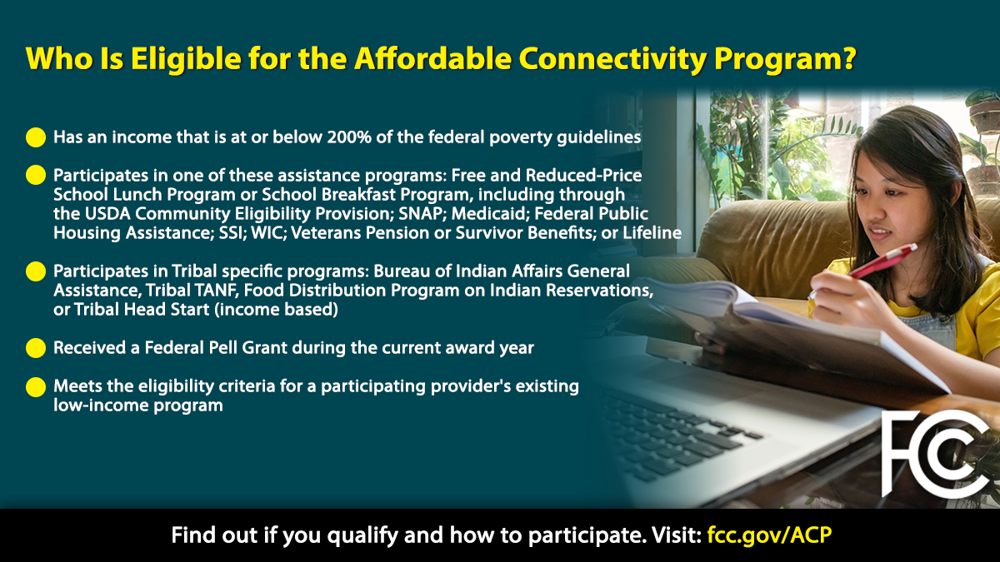 Who Is Eligible for the Affordable Connectivity Program?
Has an income that is at or below 200% of the federal poverty guidelines
Participates in one of these assistance programs: Free and Reduced-Price
School Lunch Program or School Breakfast Program, including through
the USDA Community Eligibility Provision; SNAP; Medicaid; Federal Public
Housing Assistance; SSI; WIC; Veterans Pension or Survivor Benefits; or Lifeline
Participates in Tribal specific programs: Bureau of Indian Affairs General
Assistance, Tribal TANF, Food Distribution Program on Indian Reservations,
or Tribal Head Start (income based)
Received a Federal Pell Grant during the current award year
Meets the eligibility criteria for a participating provider's existing
low-income program
FCC
Find out if you qualify and how to participate. Visit: fcc.gov/ACP